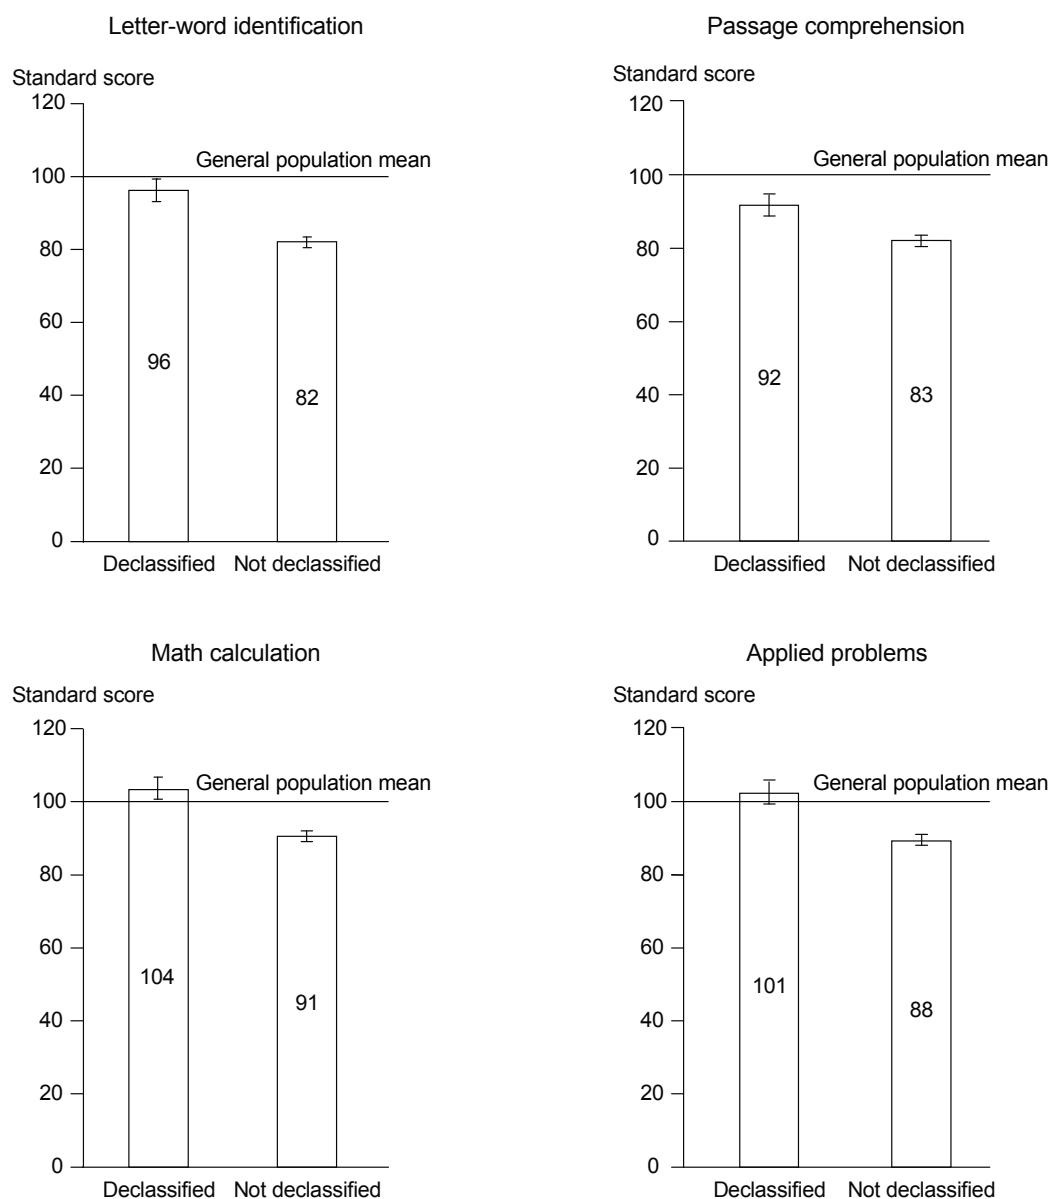 Letter-word identification
Standard score
120
General population mean
100
80
60
96
40
82
20
0
Declassified Not declassified
Passage comprehension
Standard score
120
General population mean
100
80
60
92
40
83
20
0
Declassified Not declassified
Math calculation
Standard score
120
General population mean
100
80
60
104
91
40
20
0
Declassified Not declassified
Applied problems
Standard score
120
General population mean
100
80
60
101
88
40
20
0
Declassified Not declassified